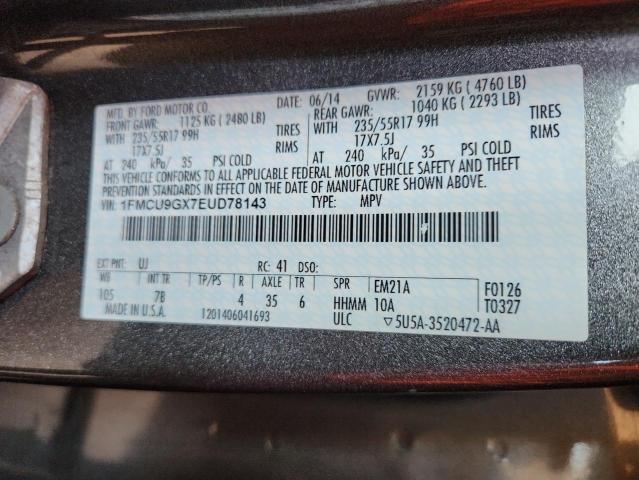 MFD. BY FORD MOTOR CO. DATE: 06/14 GVWR: 2159 KG ( 4760 LB)
FRONT GAWR: 1125 KG ( 2480 LB) REAR GAWR: 1040 KG ( 2293 LB)
WITH 235/55R17 99H TIRES WITH 235/55R17 99H TIRES
17X7.5J RIMS 17X7.5J RIMS
AT 240 kPa/ 35 PSI COLD AT 240 kPa/ 35 PSI COLD
THIS VEHICLE CONFORMS TO ALL APPLICABLE FEDERAL MOTOR VEHICLE SAFETY AND THEFT
PREVENTION STANDARDS IN EFFECT ON THE DATE OF MANUFACTURE SHOWN ABOVE.
VIN: 1FMCU9GX7EUD78143 TYPE: MPV
EXT PNT: UJ RC: 41 DSO:
WB INT TR TP/PS R AXLE TR SPR EM21A F0126
105 7B 4 35 6 HHMM 10A T0327
MADE IN U.S.A. 1201406041693 ULC ▽5U5A-3520472-AA